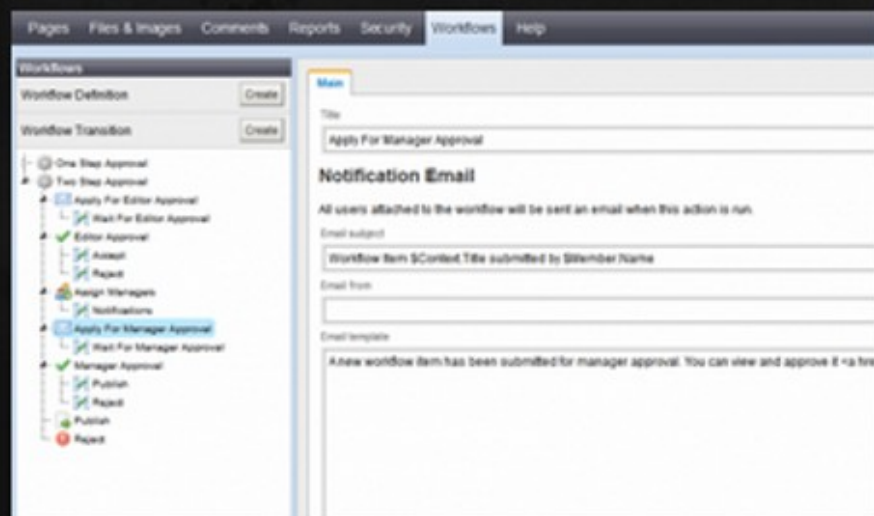 Pages Files & Images Comments Reports Security Workflows Help
Workflows
Workflow Definition Create
Workflow Transition Create
One Step Approval
Two Step Approval
Apply For Editor Approval
Wait For Editor Approval
Editor Approval
Accept
Reject
Assign Managers
Notifications
Apply For Manager Approval
Wait For Manager Approval
Manager Approval
Publish
Reject
Publish
Reject
Main
Title
Apply For Manager Approval
Notification Email
All users attached to the workflow will be sent an email when this action is run.
Email subject
Workflow Item $Context.Title submitted by $Member.Name
Email from
Email template
A new workflow item has been submitted for manager approval. You can view and approve it <a hre